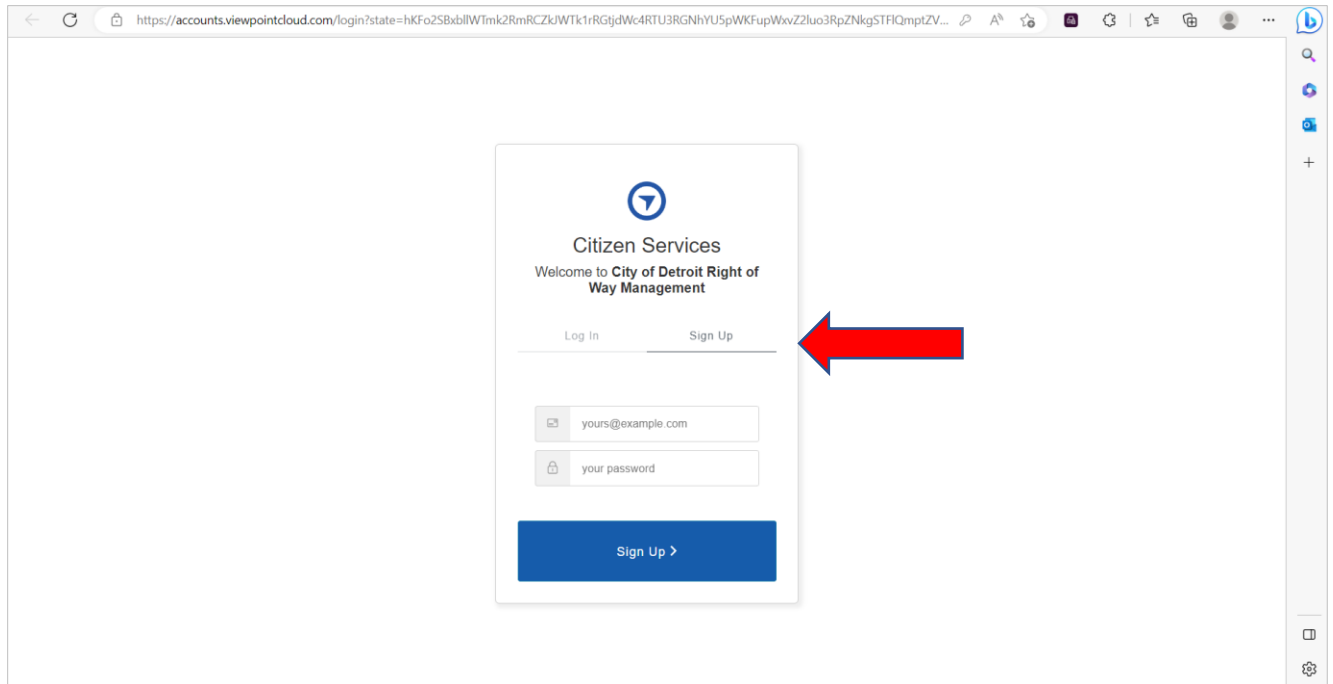 https://accounts.viewpointcloud.com/login?state=
Citizen Services
Welcome to City of Detroit Right of
Way Management
Log In Sign Up
yours@example.com
your password
Sign Up >